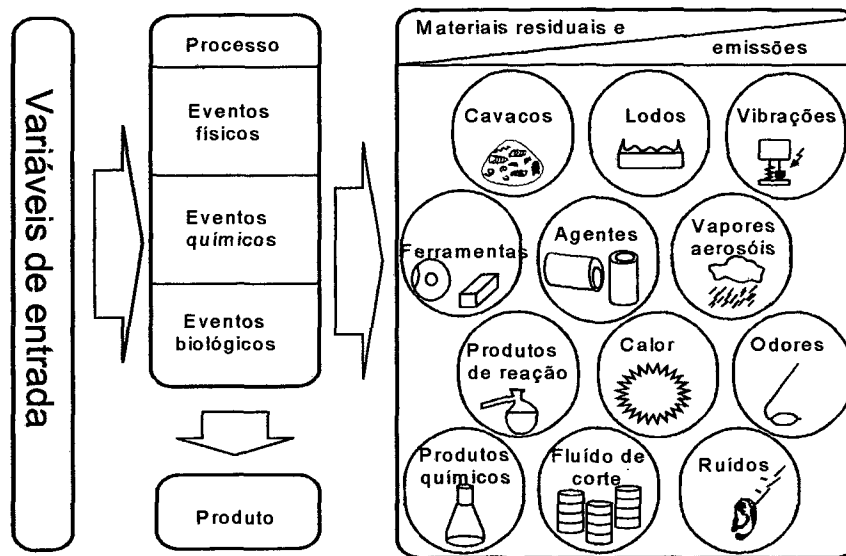 Variáveis de entrada
Processo
Eventos
físicos
Eventos
químicos
Eventos
biológicos
Produto
Materiais residuais e
emissões
Cavacos
Lodos
Vibrações
Ferramentas
Agentes
Vapores
aerosóis
Produtos
de reação
Calor
Odores
Produtos
químicos
Fluído de
corte
Ruídos